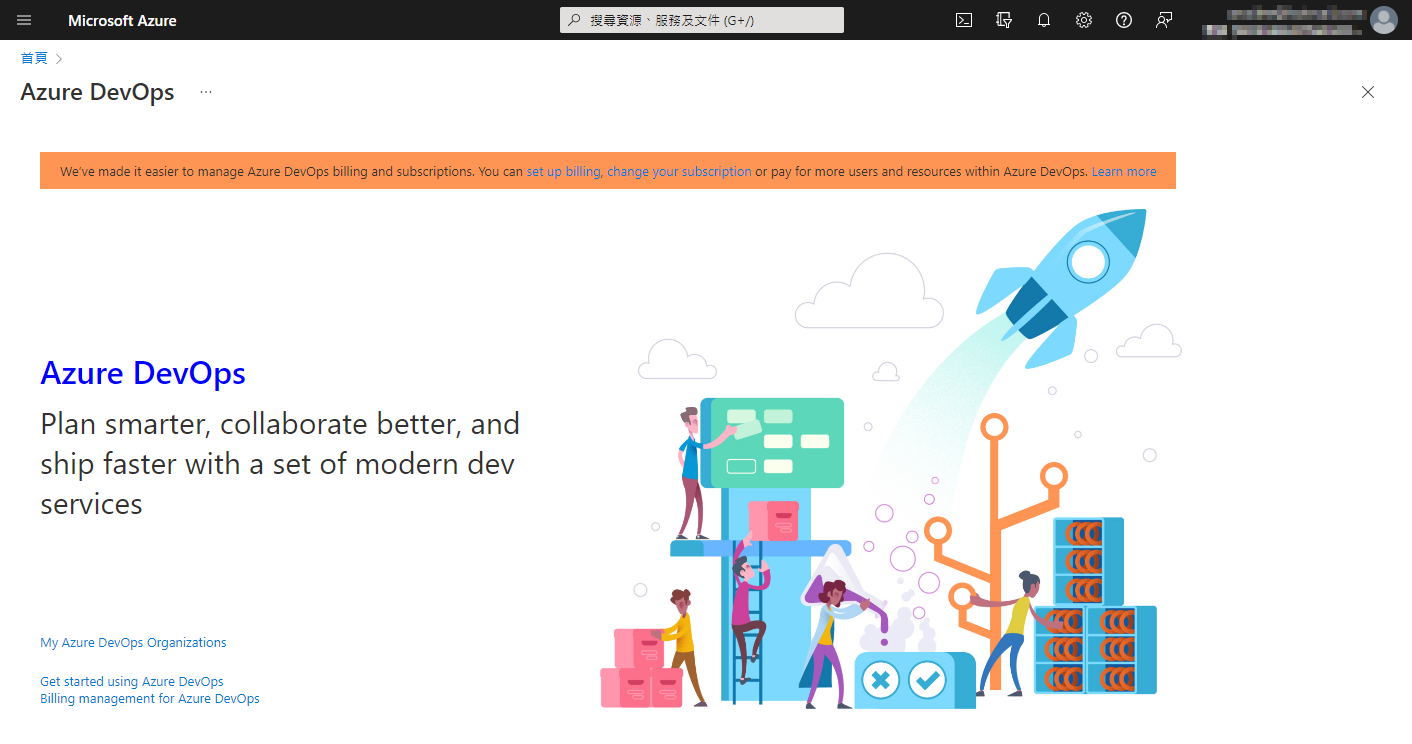 Microsoft Azure
搜尋資源、服務及文件 (G+/)
首頁
Azure DevOps
We've made it easier to manage Azure DevOps billing and subscriptions. You can set up billing, change your subscription or pay for more users and resources within Azure DevOps. Learn more
Azure DevOps
Plan smarter, collaborate better, and
ship faster with a set of modern dev
services
My Azure DevOps Organizations
Get started using Azure DevOps
Billing management for Azure DevOps